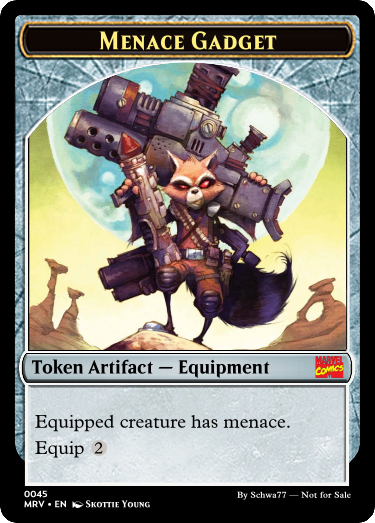 Menace Gadget
Token Artifact — Equipment
MARVEL
COMICS
Equipped creature has menace.
Equip 2
0045
MRV • EN Skottie Young
By Schwa77 — Not for Sale